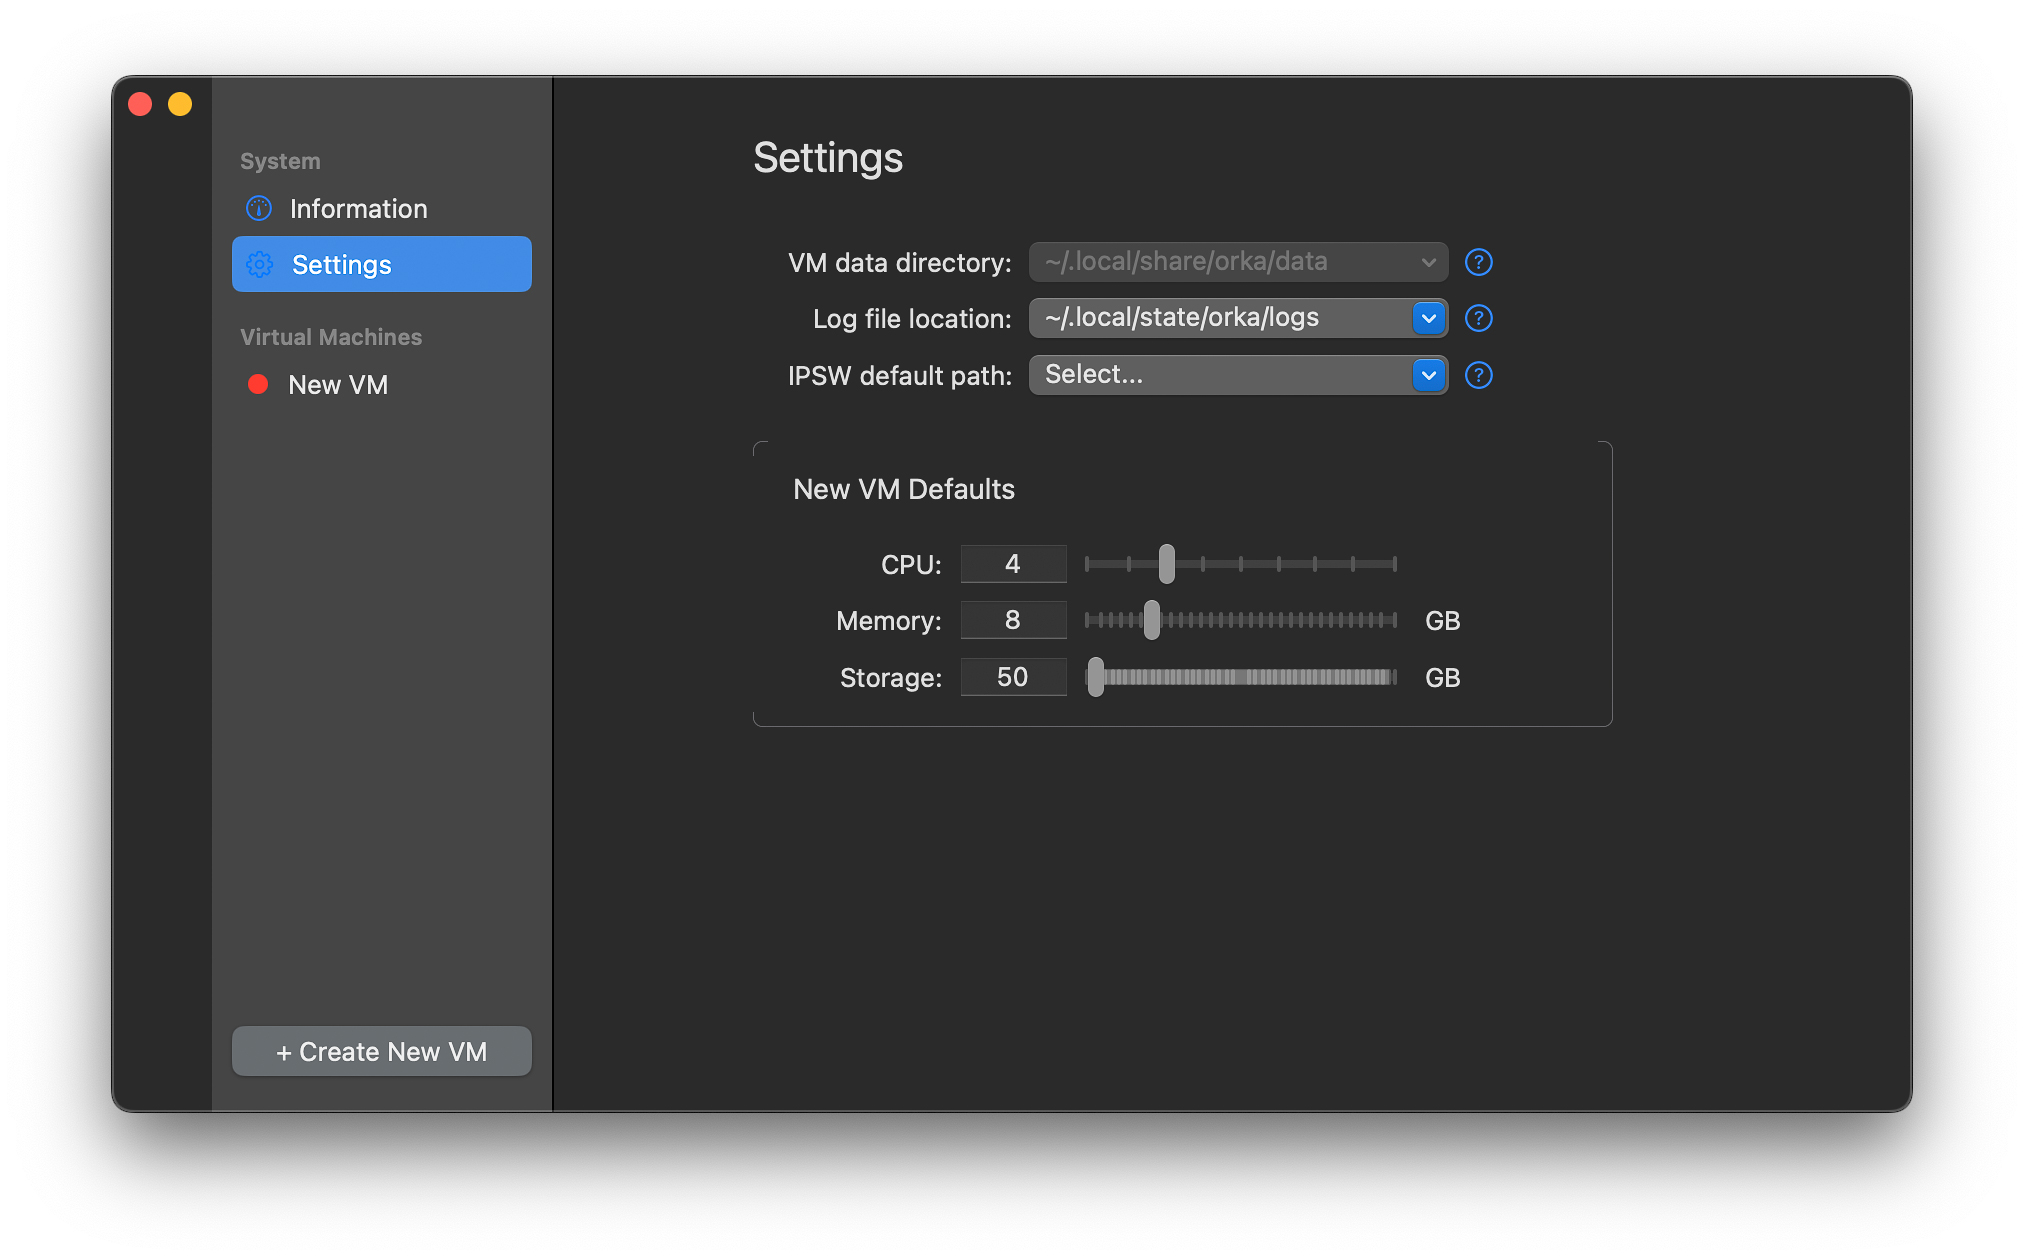 System
Information
Settings
Virtual Machines
New VM
+ Create New VM
Settings
VM data directory: ~/.local/share/orka/data ?
Log file location: ~/.local/state/orka/logs ?
IPSW default path: Select... ?
New VM Defaults
CPU: 4
Memory: 8 GB
Storage: 50 GB